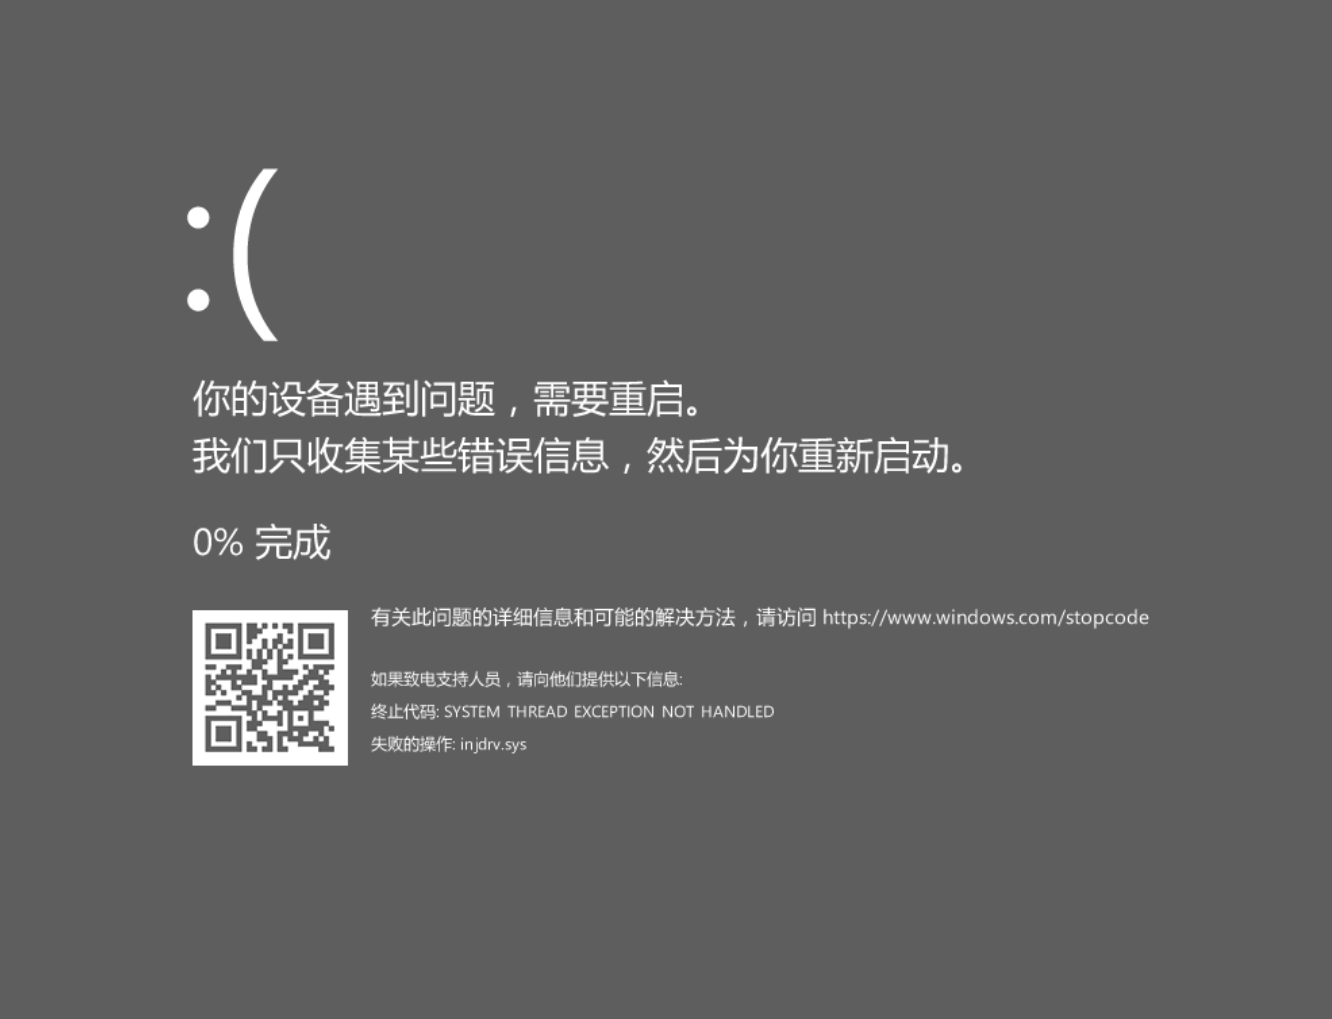 :(
你的设备遇到问题，需要重启。
我们只收集某些错误信息，然后为你重新启动。
0% 完成
有关此问题的详细信息和可能的解决方法，请访问 https://www.windows.com/stopcode
如果致电支持人员，请向他们提供以下信息:
终止代码: SYSTEM THREAD EXCEPTION NOT HANDLED
失败的操作: injdrv.sys